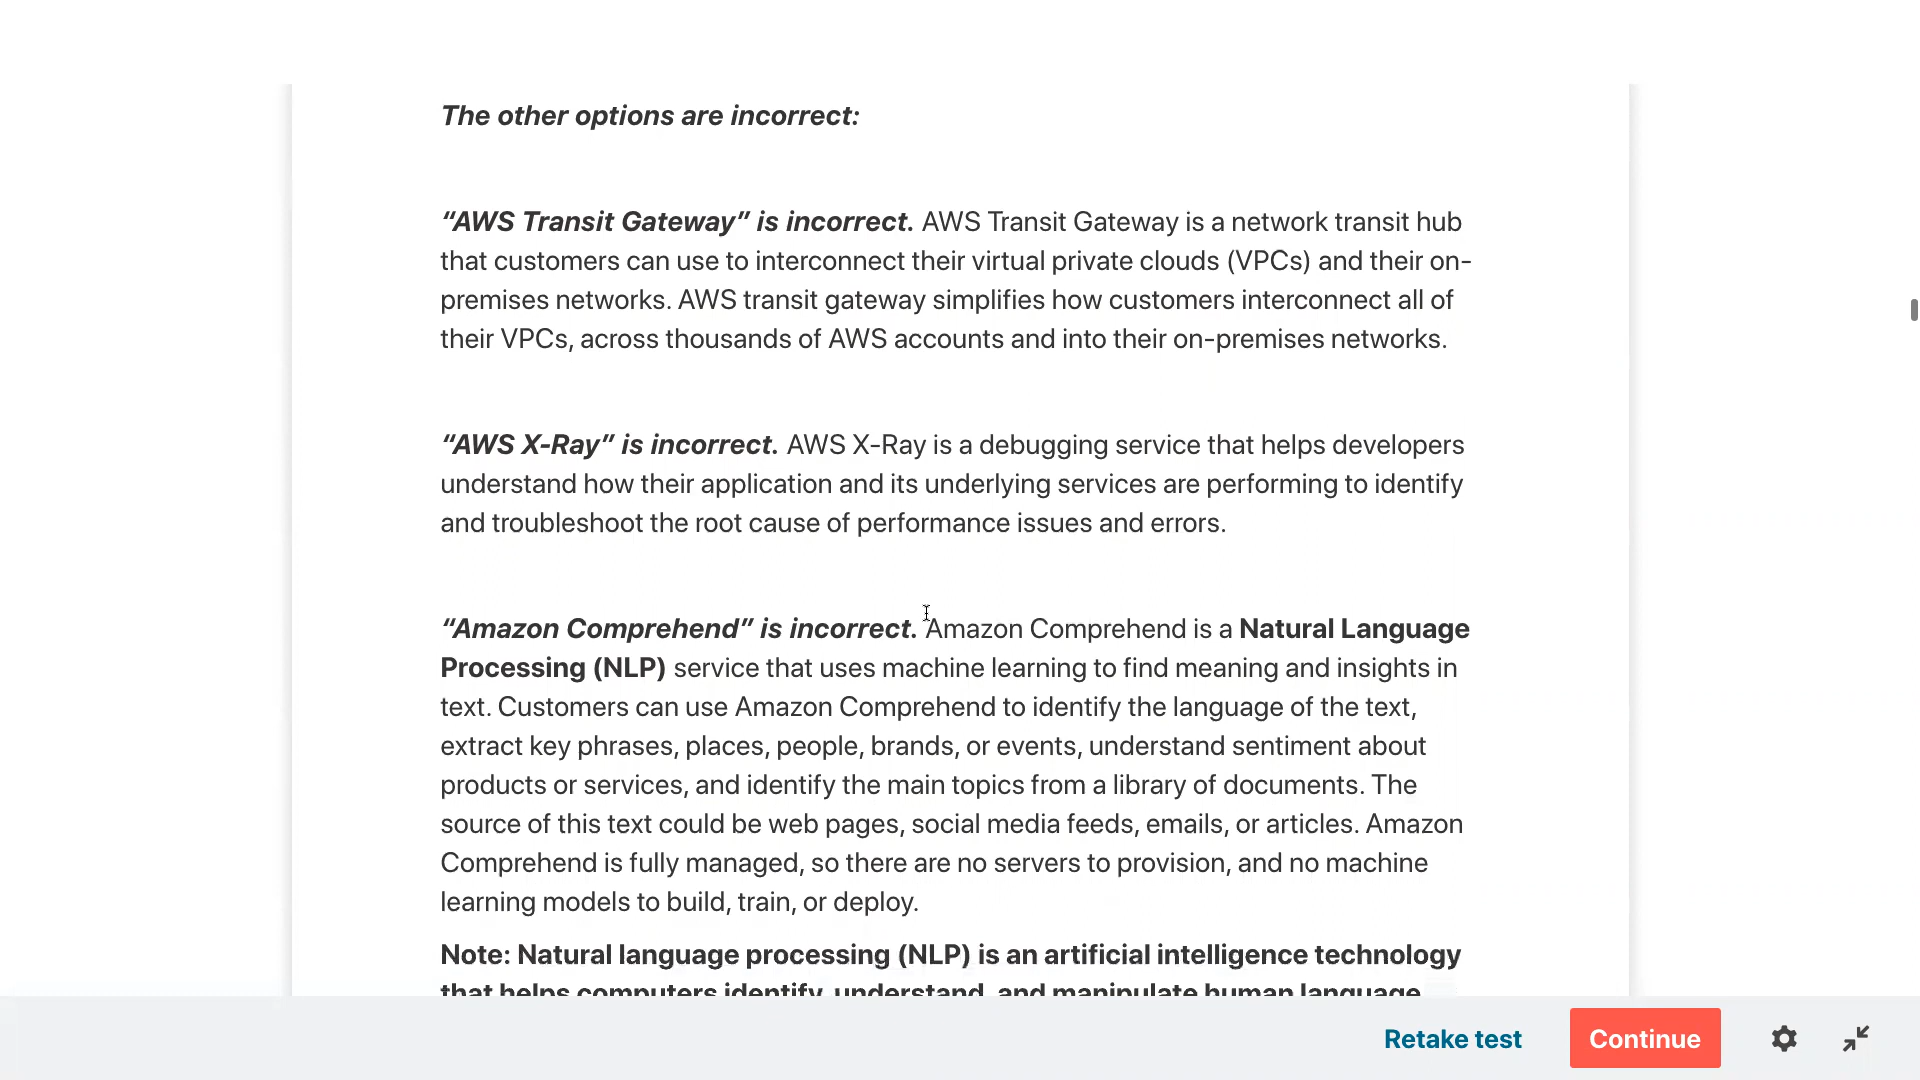 The other options are incorrect:
“AWS Transit Gateway” is incorrect. AWS Transit Gateway is a network transit hub
that customers can use to interconnect their virtual private clouds (VPCs) and their on-
premises networks. AWS transit gateway simplifies how customers interconnect all of
their VPCs, across thousands of AWS accounts and into their on-premises networks.
“AWS X-Ray” is incorrect. AWS X-Ray is a debugging service that helps developers
understand how their application and its underlying services are performing to identify
and troubleshoot the root cause of performance issues and errors.
“Amazon Comprehend” is incorrect. Amazon Comprehend is a Natural Language
Processing (NLP) service that uses machine learning to find meaning and insights in
text. Customers can use Amazon Comprehend to identify the language of the text,
extract key phrases, places, people, brands, or events, understand sentiment about
products or services, and identify the main topics from a library of documents. The
source of this text could be web pages, social media feeds, emails, or articles. Amazon
Comprehend is fully managed, so there are no servers to provision, and no machine
learning models to build, train, or deploy.
Note: Natural language processing (NLP) is an artificial intelligence technology
that helps computers identify, understand, and manipulate human language
Retake test
Continue